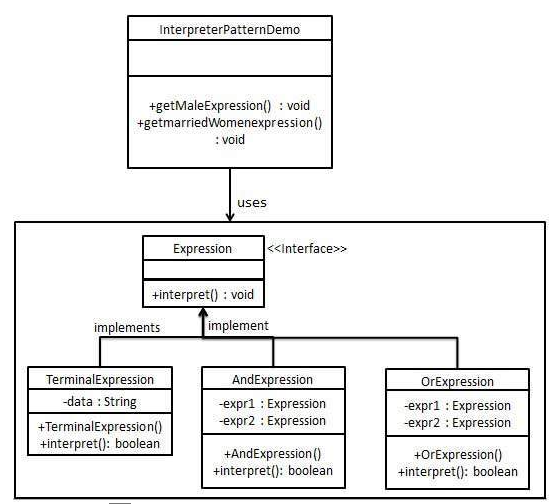 InterpreterPatternDemo
+getMaleExpression() : void
+getmarriedWomenexpression()
: void
uses
Expression
<<Interface>>
+interpret() : void
implements
implement
TerminalExpression
-data : String
+TerminalExpression()
+interpret(): boolean
AndExpression
-expr1 : Expression
-expr2 : Expression
+AndExpression()
+interpret(): boolean
OrExpression
-expr1 : Expression
-expr2 : Expression
+OrExpression()
+interpret(): boolean